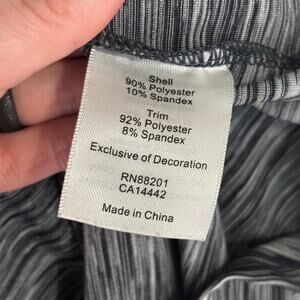 Shell
90% Polyester
10% Spandex
Trim
92% Polyester
8% Spandex
Exclusive of Decoration
RN88201
CA14442
Made in China